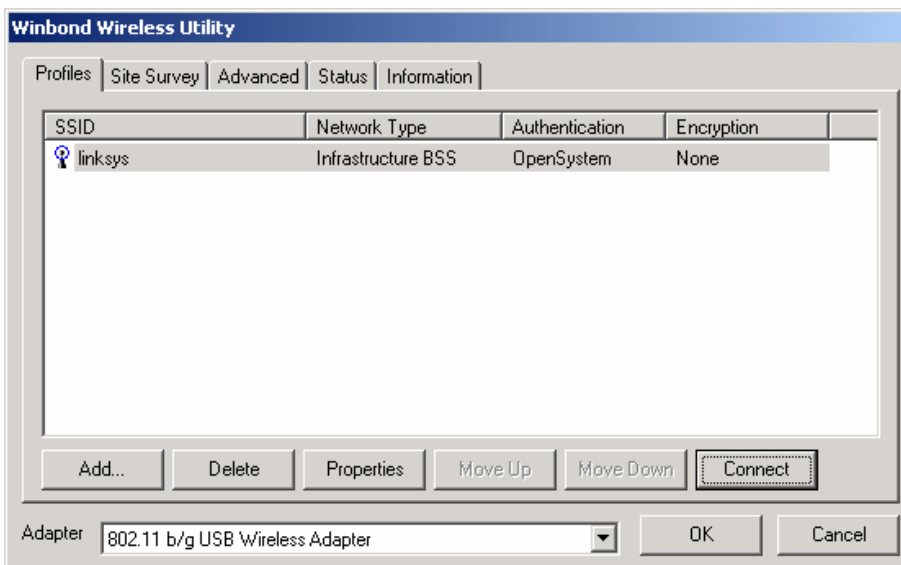 Winbond Wireless Utility
Profiles Site Survey Advanced Status Information
SSID Network Type Authentication Encryption
linksys Infrastructure BSS OpenSystem None
Add... Delete Properties Move Up Move Down Connect
Adapter 802.11 b/g USB Wireless Adapter OK Cancel